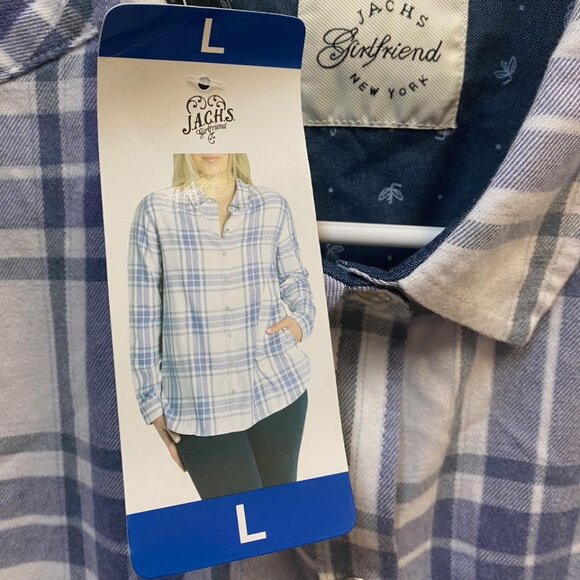 L
J.A.C.H.S.
Girlfriend
L
JACHS
Girlfriend
NEW YORK